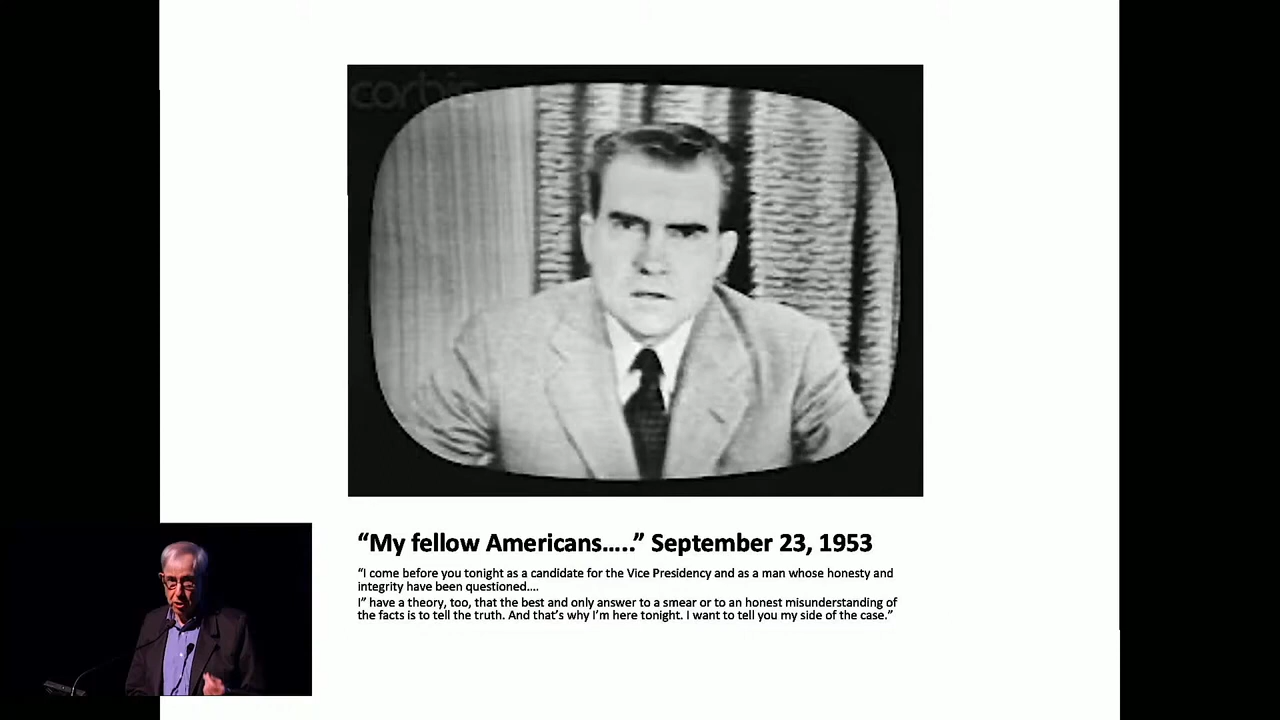 corbis
“My fellow Americans…..” September 23, 1953
“I come before you tonight as a candidate for the Vice Presidency and as a man whose honesty and
integrity have been questioned….
I” have a theory, too, that the best and only answer to a smear or to an honest misunderstanding of
the facts is to tell the truth. And that’s why I’m here tonight. I want to tell you my side of the case.”